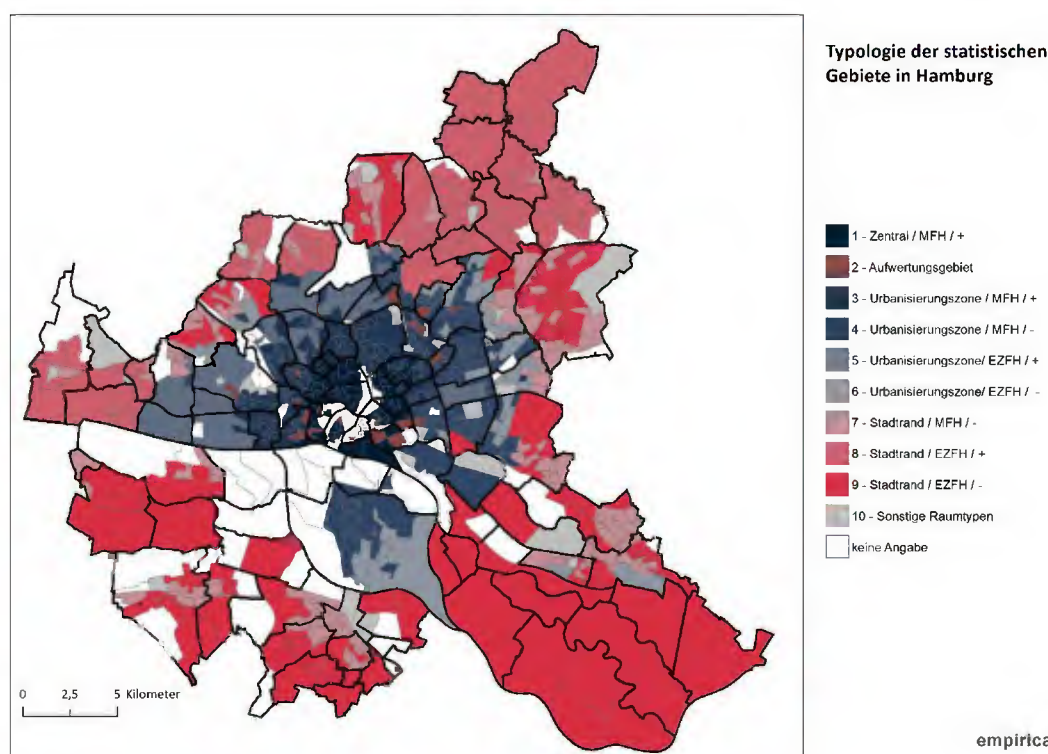 Typologie der statistischen
Gebiete in Hamburg
1 - Zentral / MFH / +
2 - Aufwertungsgebiet
3 - Urbanisierungszone / MFH / +
4 - Urbanisierungszone / MFH / -
5 - Urbanisierungszone/ EZFH / +
6 - Urbanisierungszone/ EZFH / -
7 - Stadtrand / MFH / -
8 - Stadtrand / EZFH / +
9 - Stadtrand / EZFH / -
10 - Sonstige Raumtypen
keine Angabe
0 2,5 5 Kilometer
empirica